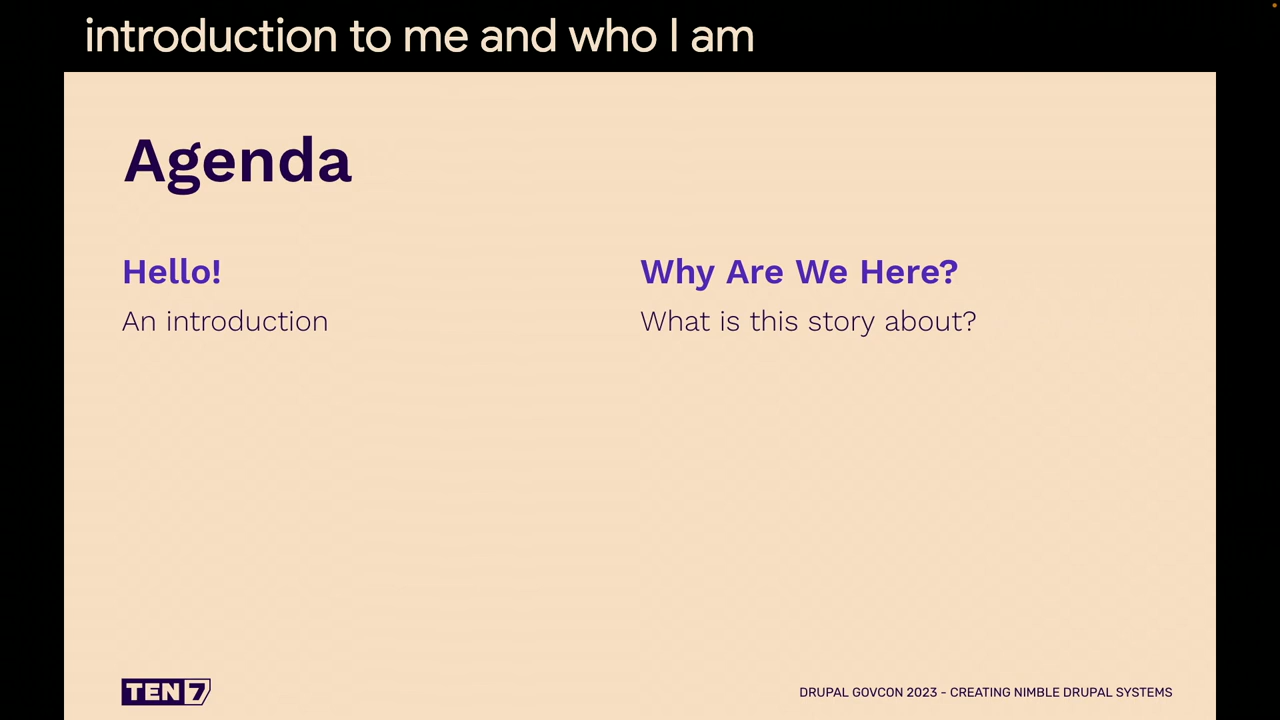 introduction to me and who I am
Agenda
Hello!
An introduction
Why Are We Here?
What is this story about?
TEN7
DRUPAL GOVCON 2023 - CREATING NIMBLE DRUPAL SYSTEMS